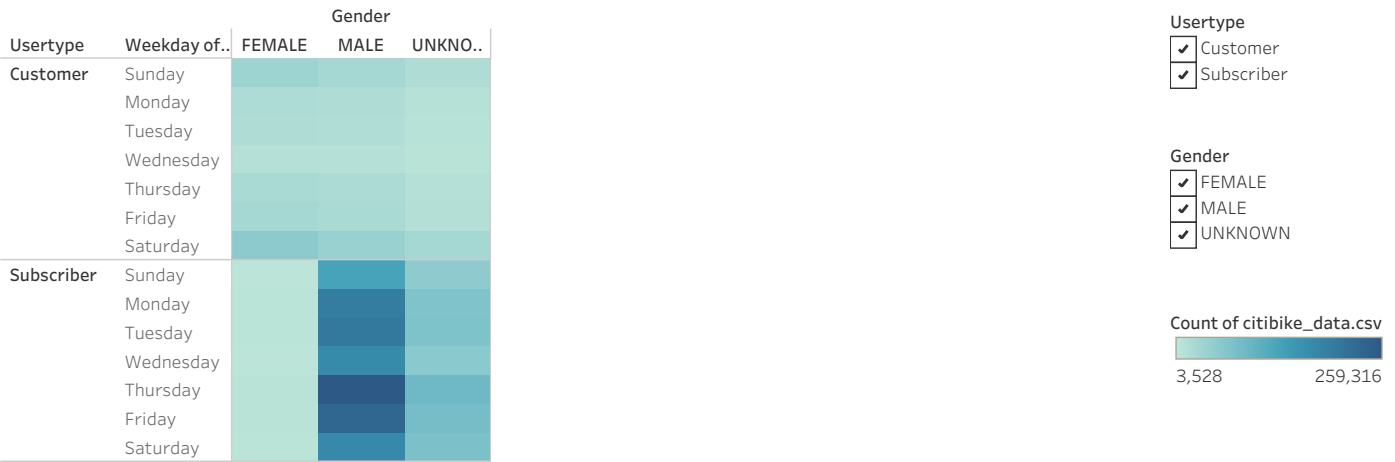 Gender
Usertype Weekday of.. FEMALE MALE UNKNO..
Customer Sunday
Monday
Tuesday
Wednesday
Thursday
Friday
Saturday
Subscriber Sunday
Monday
Tuesday
Wednesday
Thursday
Friday
Saturday
Usertype
Customer
Subscriber
Gender
FEMALE
MALE
UNKNOWN
Count of citibike_data.csv
3,528 259,316